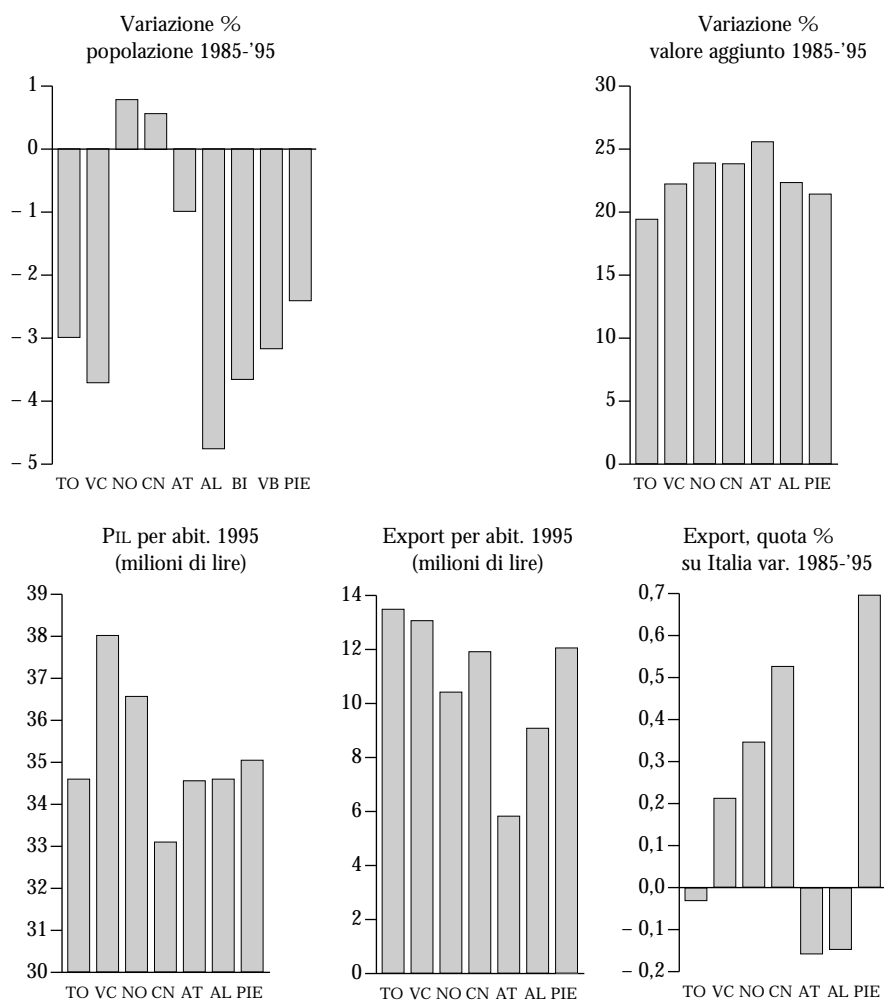 Variazione %
popolazione 1985-'95
1
0
– 1
– 2
– 3
– 4
– 5
TO VC NO CN AT AL BI VB PIE
Variazione %
valore aggiunto 1985-'95
30
25
20
15
10
5
0
TO VC NO CN AT AL PIE
PIL per abit. 1995
(milioni di lire)
39
38
37
36
35
34
33
32
31
30
TO VC NO CN AT AL PIE
Export per abit. 1995
(milioni di lire)
14
12
10
8
6
4
2
0
TO VC NO CN AT AL PIE
Export, quota %
su Italia var. 1985-'95
0,7
0,6
0,5
0,4
0,3
0,2
0,0
– 0,1
– 0,2
TO VC NO CN AT AL PIE